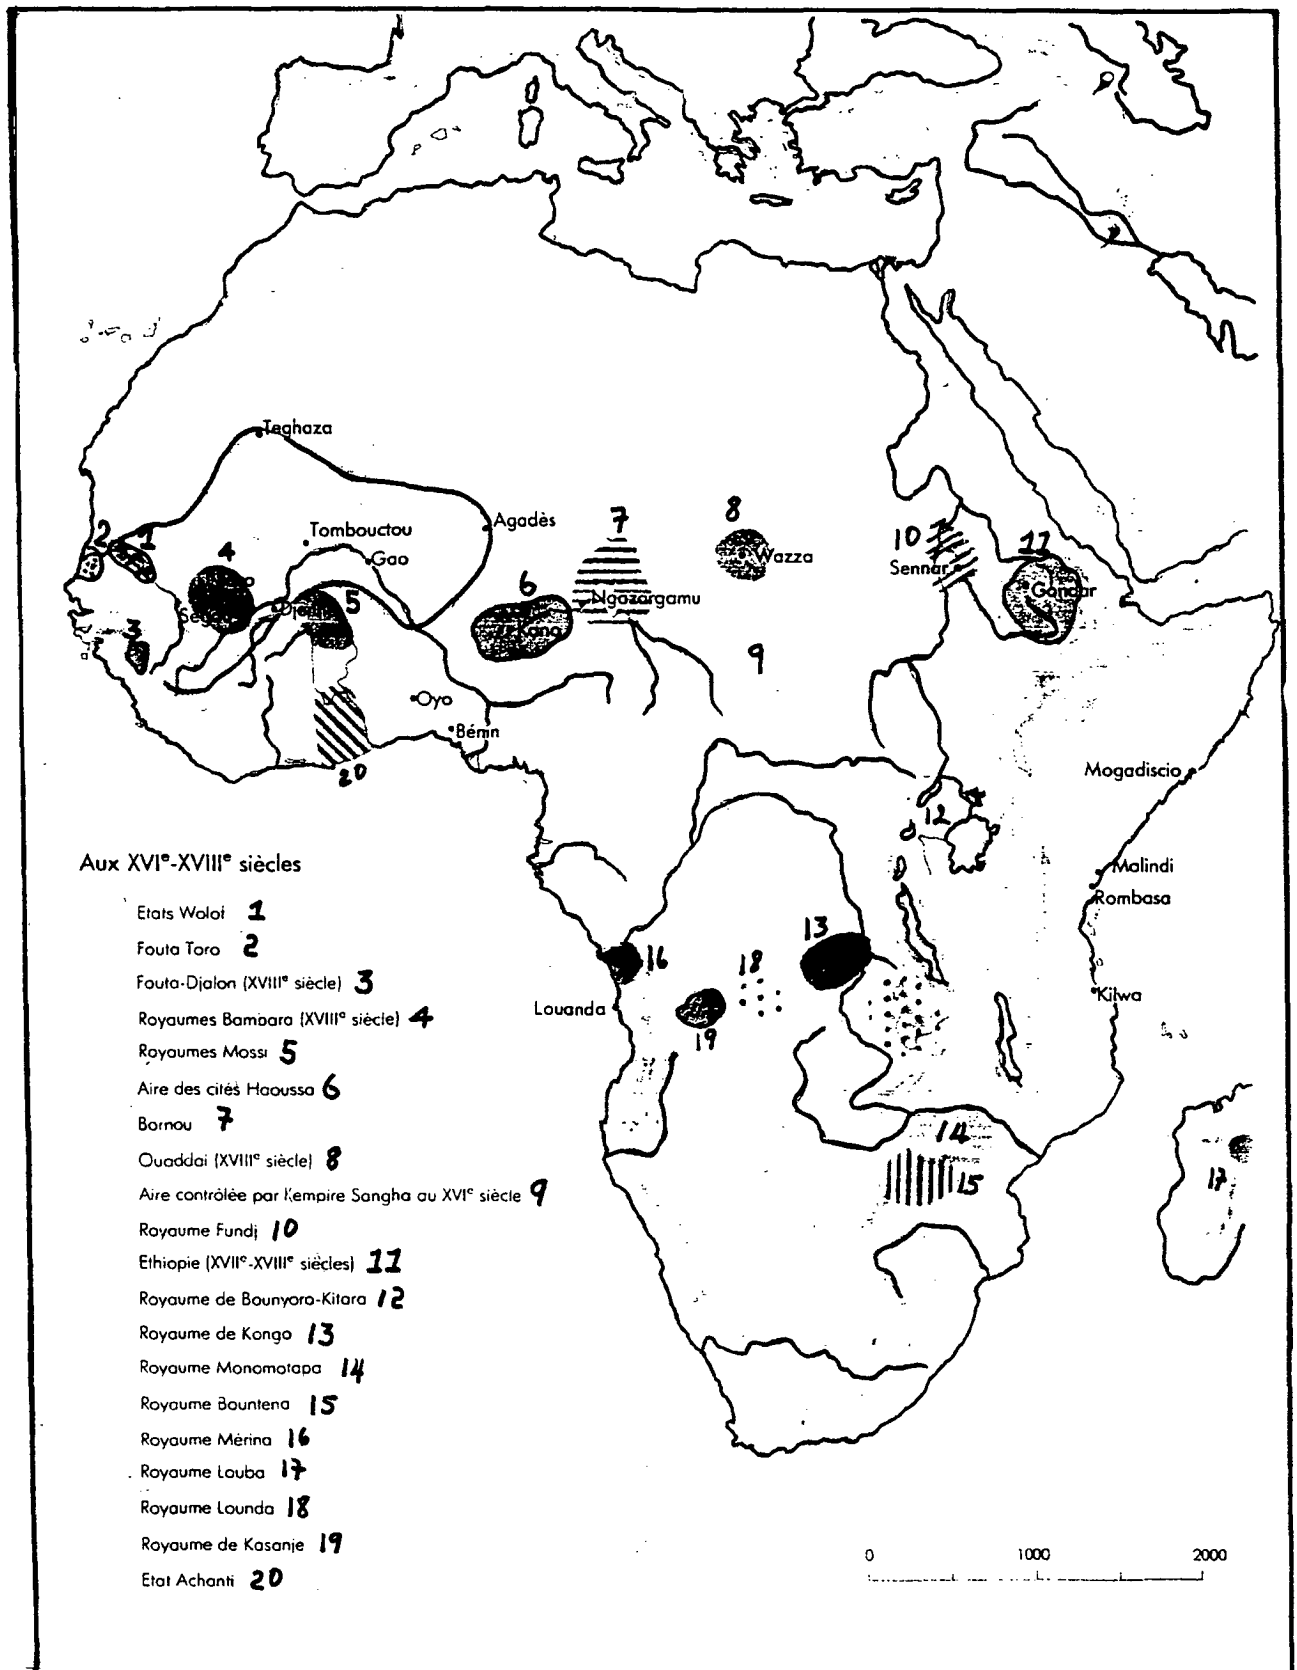 Teghaza
Agadès
7
8
2
1
4
Tombouctou
Gao
Wazza
10
Sennar
11
Gondar
5
6
Ngazargamu
Kano
3
9
Oyo
Bénin
20
Mogadiscio
12
Malindi
Rombasa
13
16
18
Louanda
19
Kilwa
14
15
17
Aux XVIe-XVIIIe siècles
Etats Wolof 1
Fouta Toro 2
Fouta-Djalon (XVIIIe siècle) 3
Royaumes Bambara (XVIIIe siècle) 4
Royaumes Mossi 5
Aire des cités Haoussa 6
Bornou 7
Ouaddai (XVIIIe siècle) 8
Aire contrôlée par l'empire Sangha au XVIe siècle 9
Royaume Fundj 10
Ethiopie (XVIIe-XVIIIe siècles) 11
Royaume de Bounyoro-Kitara 12
Royaume de Kongo 13
Royaume Monomotapa 14
Royaume Bountena 15
Royaume Mérina 16
Royaume Louba 17
Royaume Lounda 18
Royaume de Kasanje 19
Etat Achanti 20
0 1000 2000